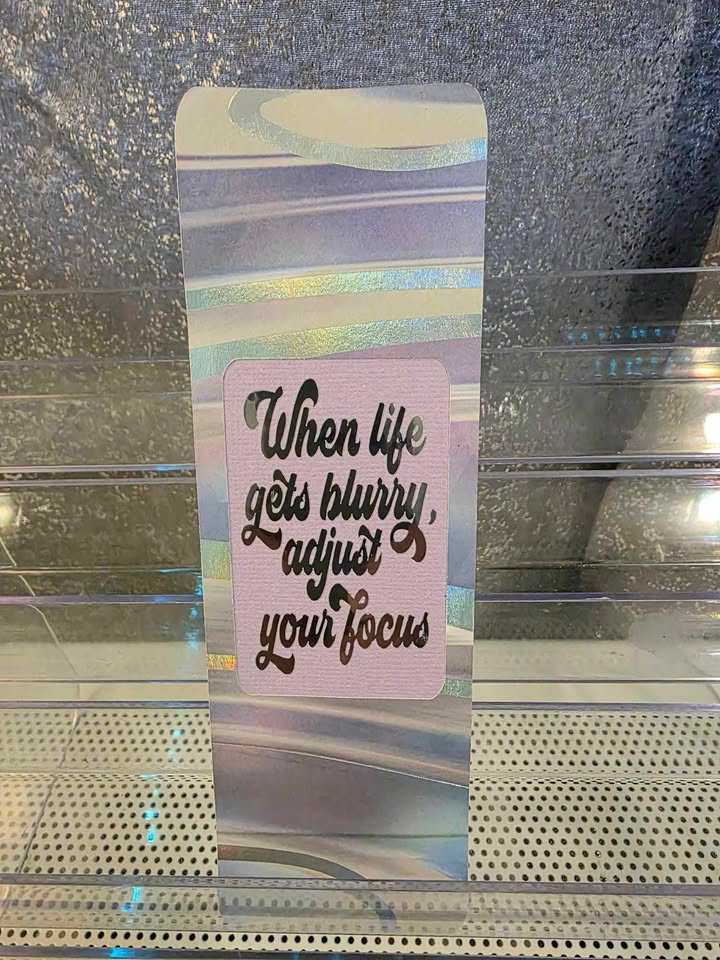 When life
gets blurry,
adjust
your focus